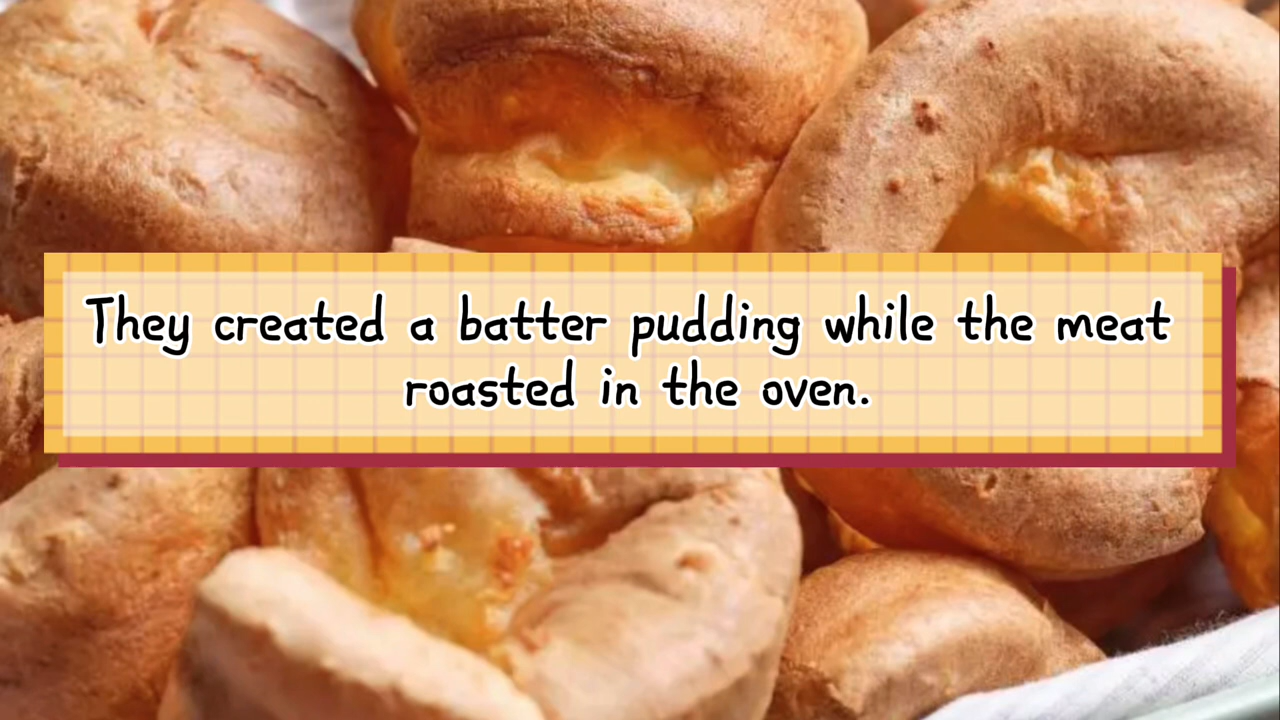 They created a batter pudding while the meat
roasted in the oven.